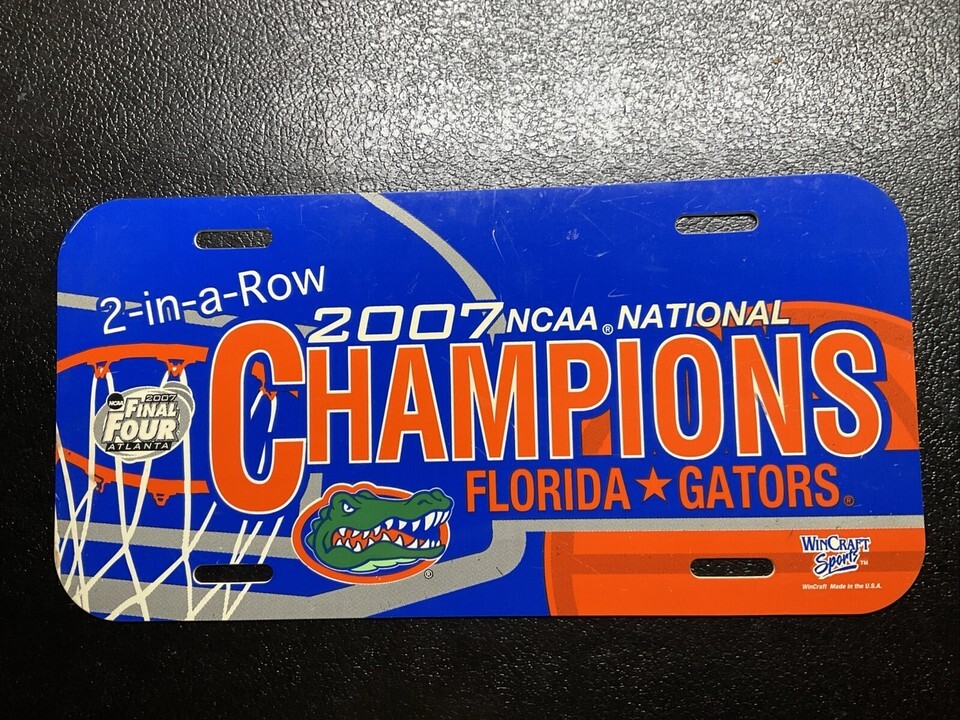 2-in-a-Row
2007 NCAA® NATIONAL
CHAMPIONS
NCAA 2007
FINAL
FOUR
ATLANTA
FLORIDA ★ GATORS®
®
WINCRAFT
Sports™
WinCraft Made in the U.S.A.